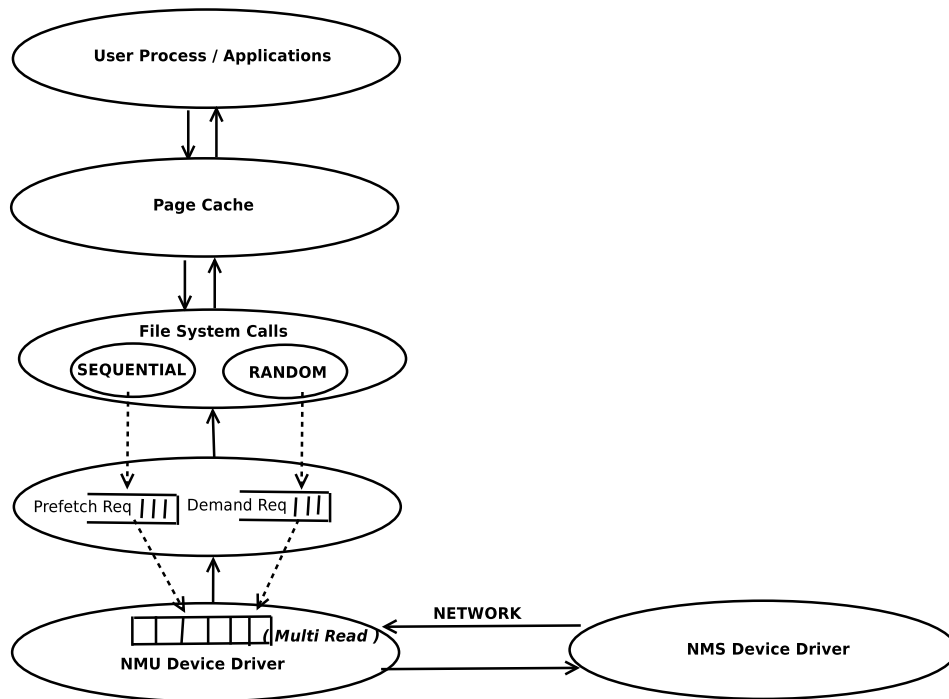 User Process / Applications
Page Cache
File System Calls
SEQUENTIAL
RANDOM
Prefetch Req
Demand Req
( Multi Read )
NMU Device Driver
NETWORK
NMS Device Driver